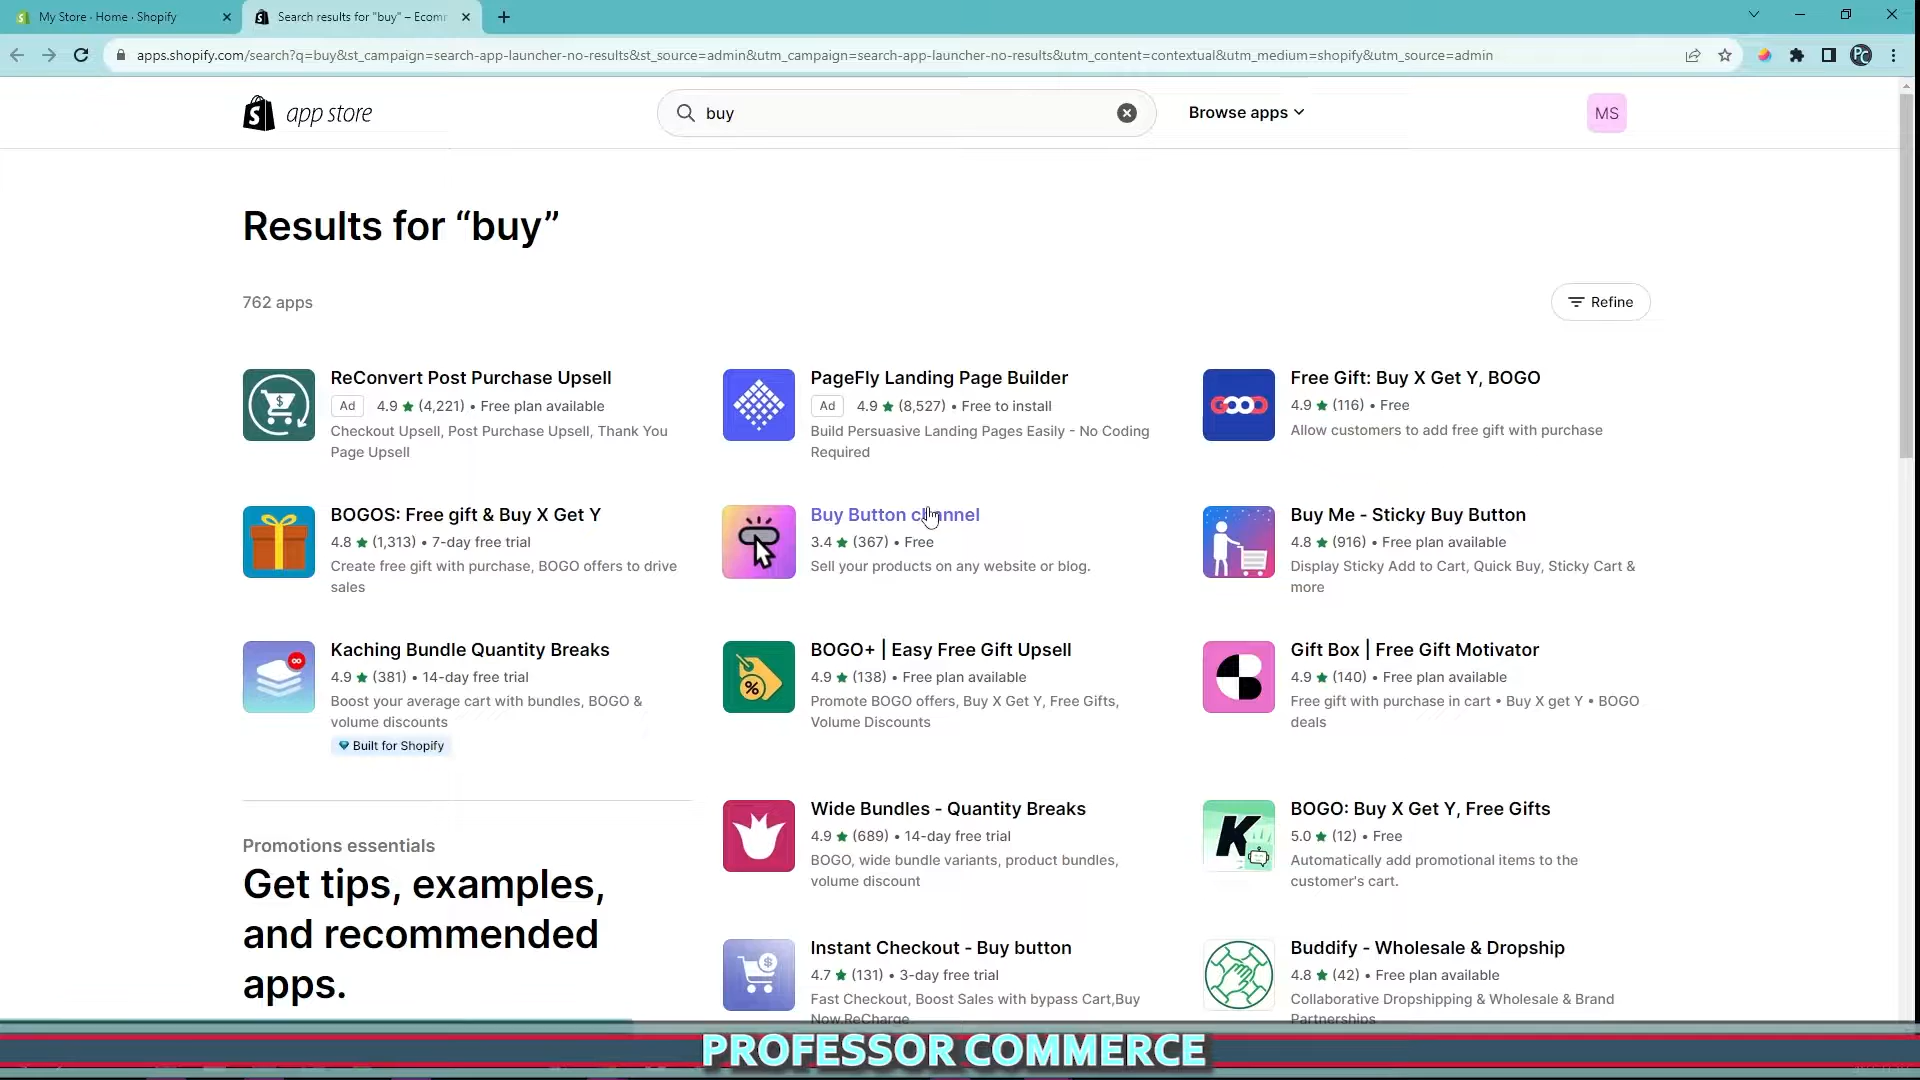 My Store · Home · Shopify
Search results for "buy" – Ecom
apps.shopify.com/search?q=buy&st_campaign=search-app-launcher-no-results&st_source=admin&utm_campaign=search-app-launcher-no-results&utm_content=contextual&utm_medium=shopify&utm_source=admin
app store
buy
Browse apps
MS
Results for “buy”
762 apps
Refine
ReConvert Post Purchase Upsell
Ad 4.9 ★ (4,221) • Free plan available
Checkout Upsell, Post Purchase Upsell, Thank You
Page Upsell
PageFly Landing Page Builder
Ad 4.9 ★ (8,527) • Free to install
Build Persuasive Landing Pages Easily - No Coding
Required
Free Gift: Buy X Get Y, BOGO
4.9 ★ (116) • Free
Allow customers to add free gift with purchase
BOGOS: Free gift & Buy X Get Y
4.8 ★ (1,313) • 7-day free trial
Create free gift with purchase, BOGO offers to drive
sales
Buy Button channel
3.4 ★ (367) • Free
Sell your products on any website or blog.
Buy Me - Sticky Buy Button
4.8 ★ (916) • Free plan available
Display Sticky Add to Cart, Quick Buy, Sticky Cart &
more
Kaching Bundle Quantity Breaks
4.9 ★ (381) • 14-day free trial
Boost your average cart with bundles, BOGO &
volume discounts
Built for Shopify
BOGO+ | Easy Free Gift Upsell
4.9 ★ (138) • Free plan available
Promote BOGO offers, Buy X Get Y, Free Gifts,
Volume Discounts
Gift Box | Free Gift Motivator
4.9 ★ (140) • Free plan available
Free gift with purchase in cart • Buy X get Y • BOGO
deals
Promotions essentials
Get tips, examples,
and recommended
apps.
Wide Bundles - Quantity Breaks
4.9 ★ (689) • 14-day free trial
BOGO, wide bundle variants, product bundles,
volume discount
BOGO: Buy X Get Y, Free Gifts
5.0 ★ (12) • Free
Automatically add promotional items to the
customer's cart.
Instant Checkout - Buy button
4.7 ★ (131) • 3-day free trial
Fast Checkout, Boost Sales with bypass Cart,Buy
Now,ReCharge
Buddify - Wholesale & Dropship
4.8 ★ (42) • Free plan available
Collaborative Dropshipping & Wholesale & Brand
Partnerships
PROFESSOR COMMERCE